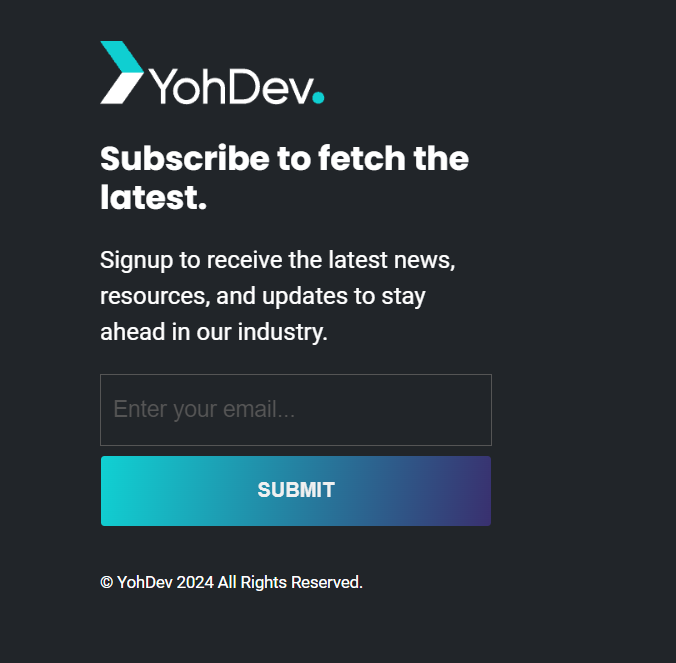 YohDev.
Subscribe to fetch the
latest.
Signup to receive the latest news,
resources, and updates to stay
ahead in our industry.
Enter your email...
SUBMIT
© YohDev 2024 All Rights Reserved.